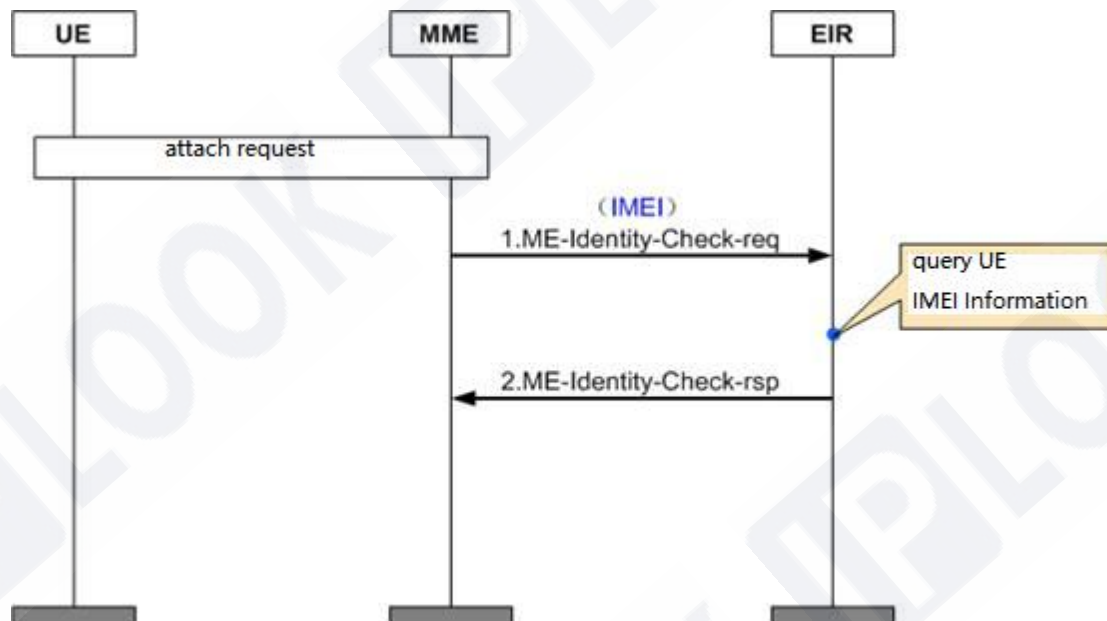 UE
MME
EIR
attach request
（IMEI）
1.ME-Identity-Check-req
query UE
IMEI Information
2.ME-Identity-Check-rsp
IPLOOK